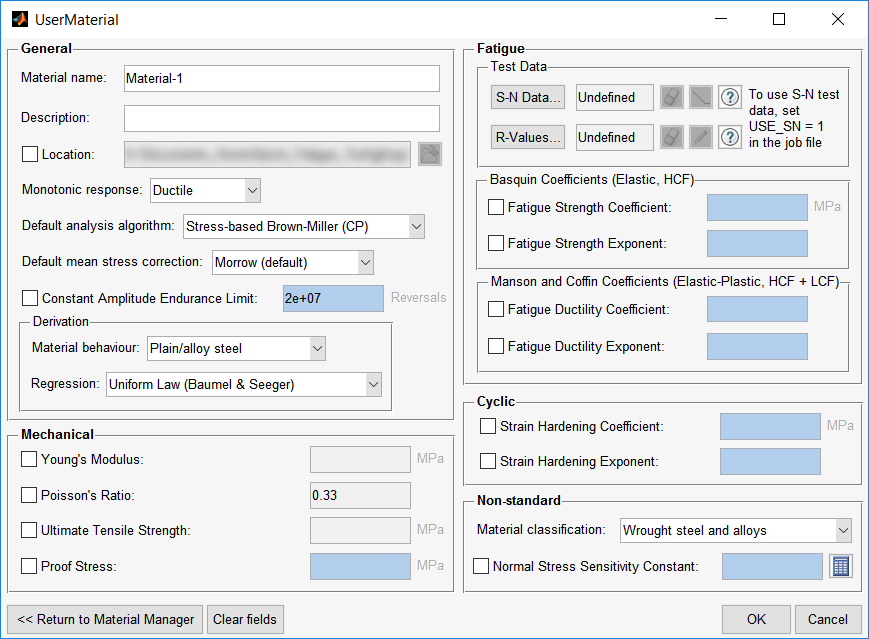 UserMaterial
General
Material name: Material-1
Description:
Location:
Monotonic response: Ductile
Default analysis algorithm: Stress-based Brown-Miller (CP)
Default mean stress correction: Morrow (default)
Constant Amplitude Endurance Limit: 2e+07 Reversals
Derivation
Material behaviour: Plain/alloy steel
Regression: Uniform Law (Baumel & Seeger)
Mechanical
Young's Modulus: MPa
Poisson's Ratio: 0.33
Ultimate Tensile Strength: MPa
Proof Stress: MPa
Fatigue
Test Data
S-N Data... Undefined
R-Values... Undefined
To use S-N test
data, set
USE_SN = 1
in the job file
Basquin Coefficients (Elastic, HCF)
Fatigue Strength Coefficient: MPa
Fatigue Strength Exponent:
Manson and Coffin Coefficients (Elastic-Plastic, HCF + LCF)
Fatigue Ductility Coefficient:
Fatigue Ductility Exponent:
Cyclic
Strain Hardening Coefficient: MPa
Strain Hardening Exponent:
Non-standard
Material classification: Wrought steel and alloys
Normal Stress Sensitivity Constant:
<< Return to Material Manager Clear fields OK Cancel